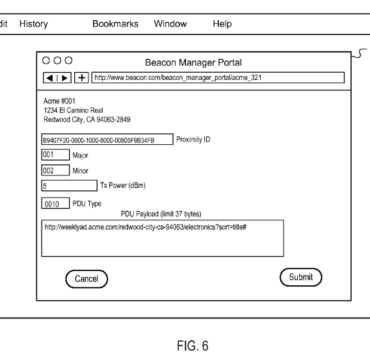 dit History Bookmarks Window Help
Beacon Manager Portal
http://www.beacon.com/beacon_manager_portal/acme_321
Acme #001
1234 El Camino Real
Redwood City, CA 94063-2849
B9407F20-0000-1000-8000-00805F9B34FB Proximity ID
001 Major
002 Minor
5 Tx Power (dBm)
0010 PDU Type
PDU Payload (limit 37 bytes)
http://weeklyad.acme.com/redwood-city-ca-94063/electronics?sort=title#
Cancel Submit
FIG. 6